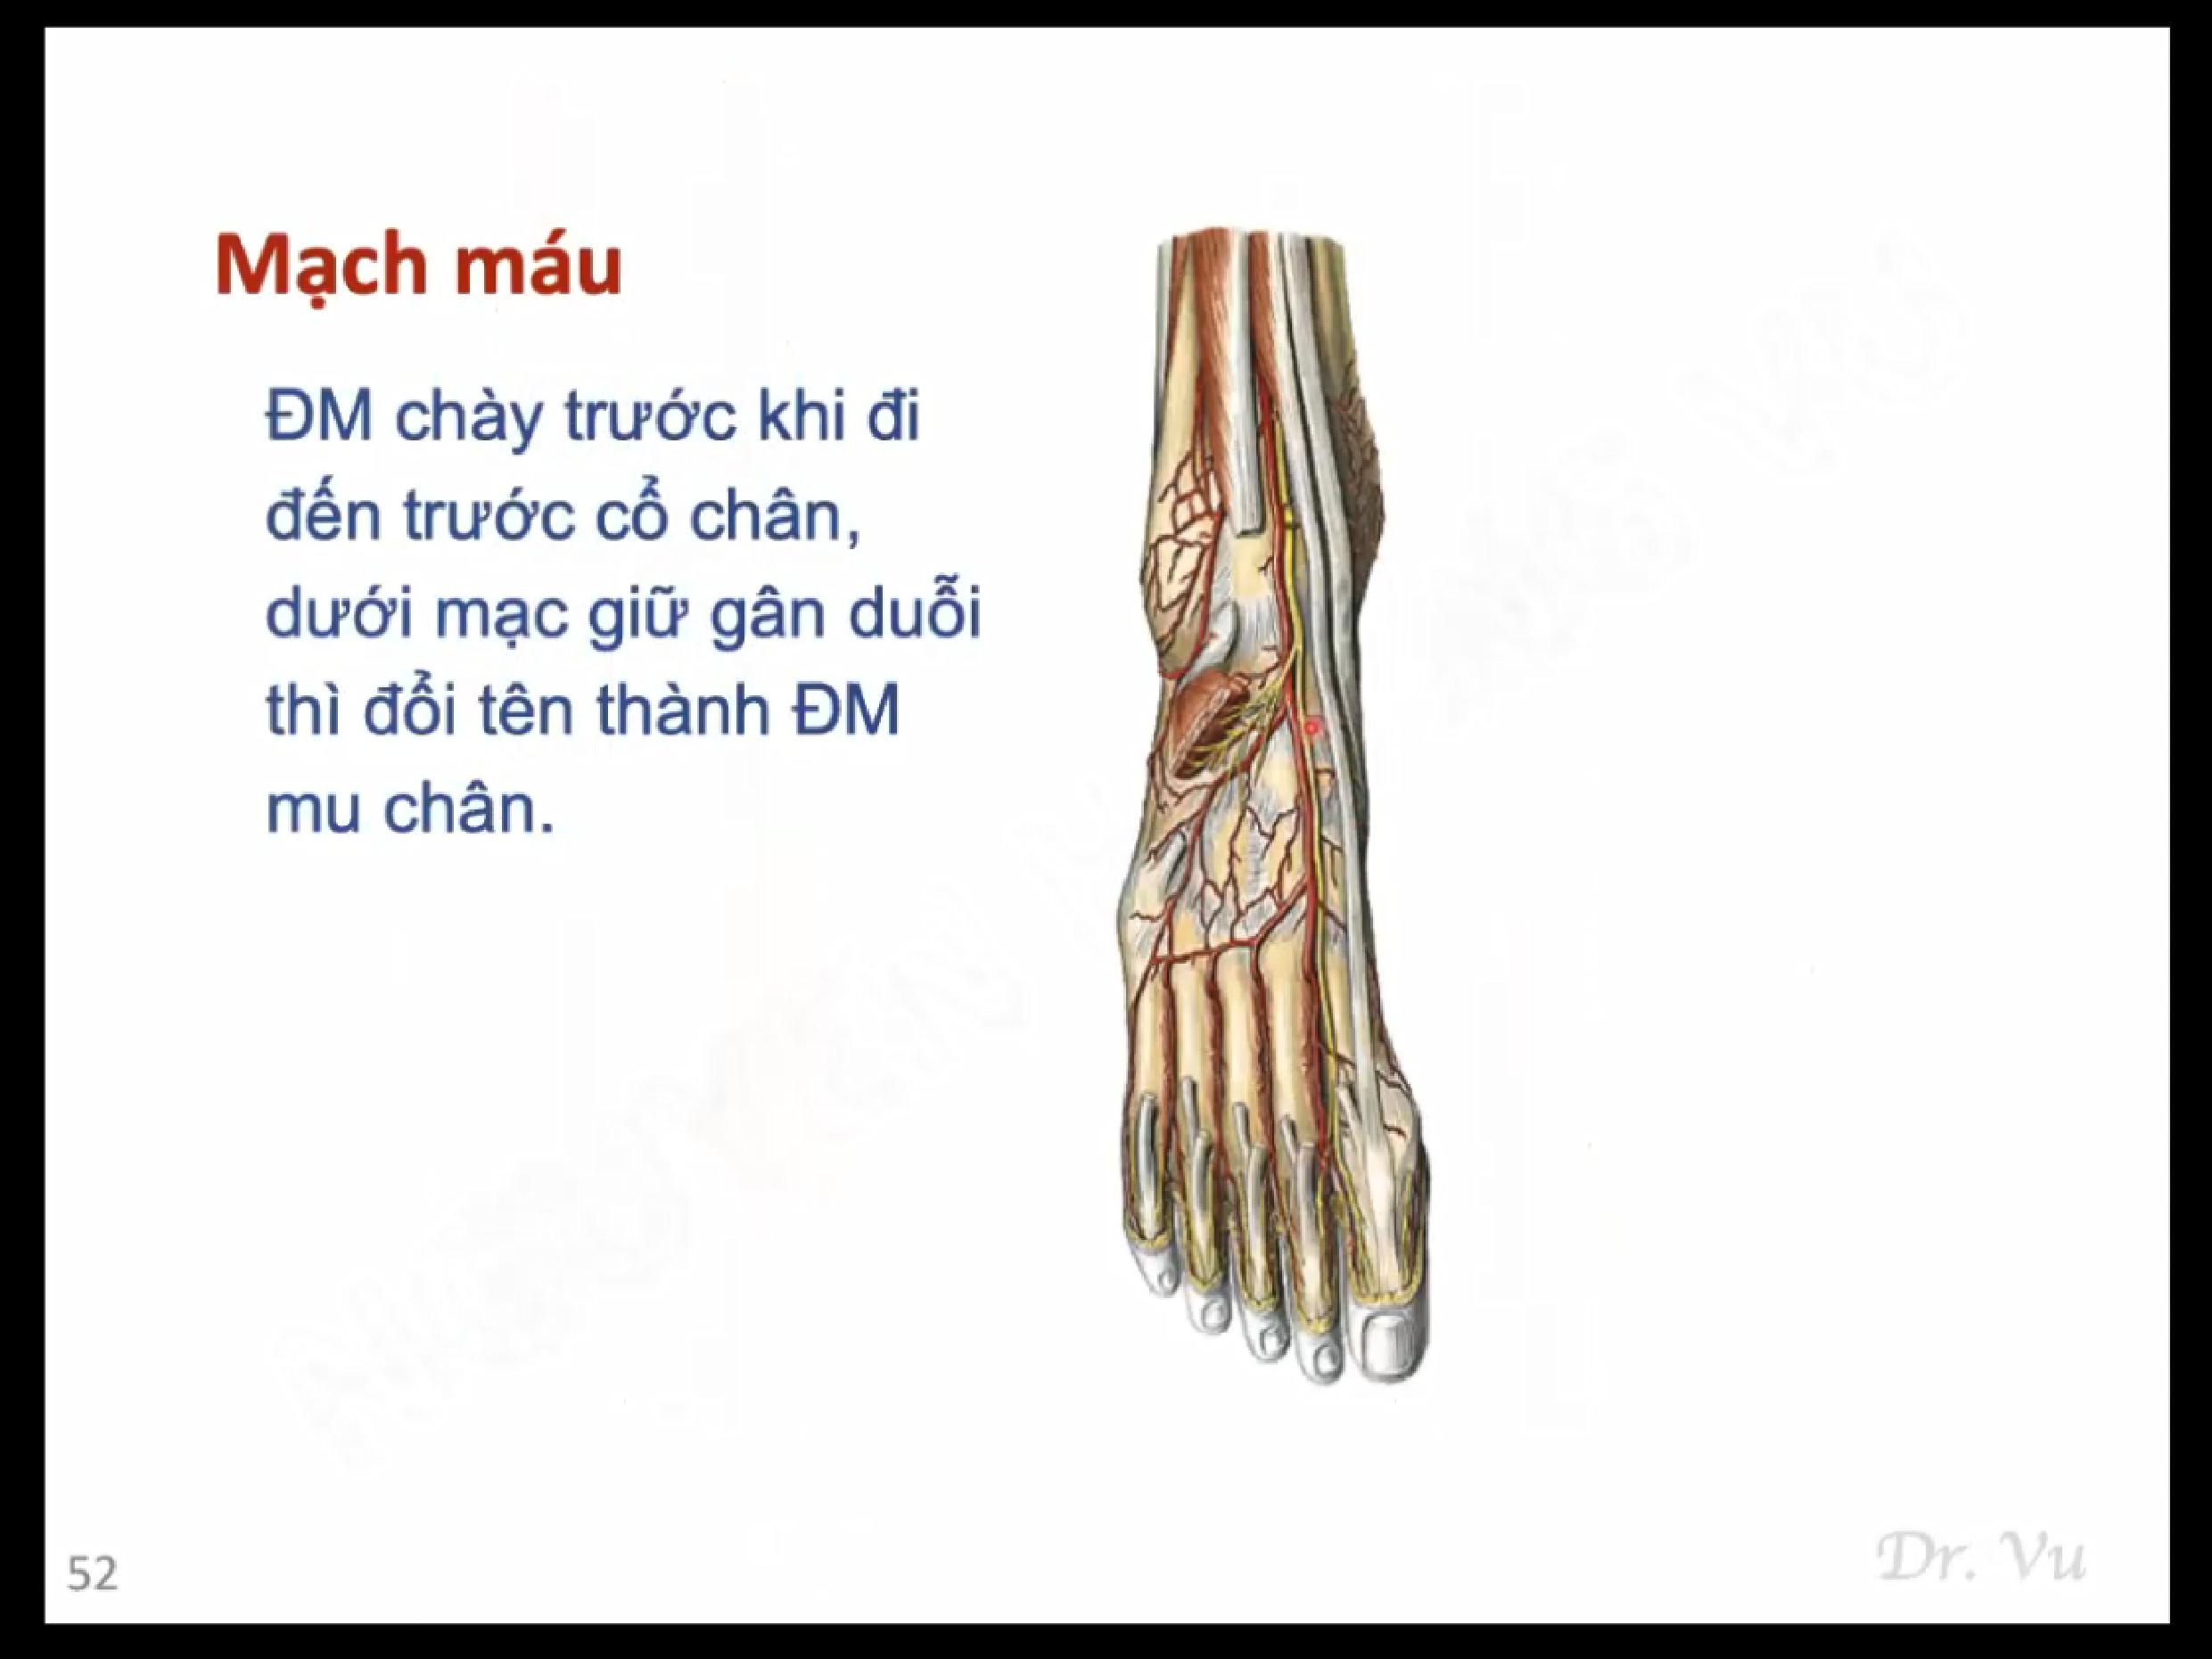 Mạch máu
ĐM chày trước khi đi
đến trước cổ chân,
dưới mạc giữ gân duỗi
thì đổi tên thành ĐM
mu chân.
52
Dr. Vu